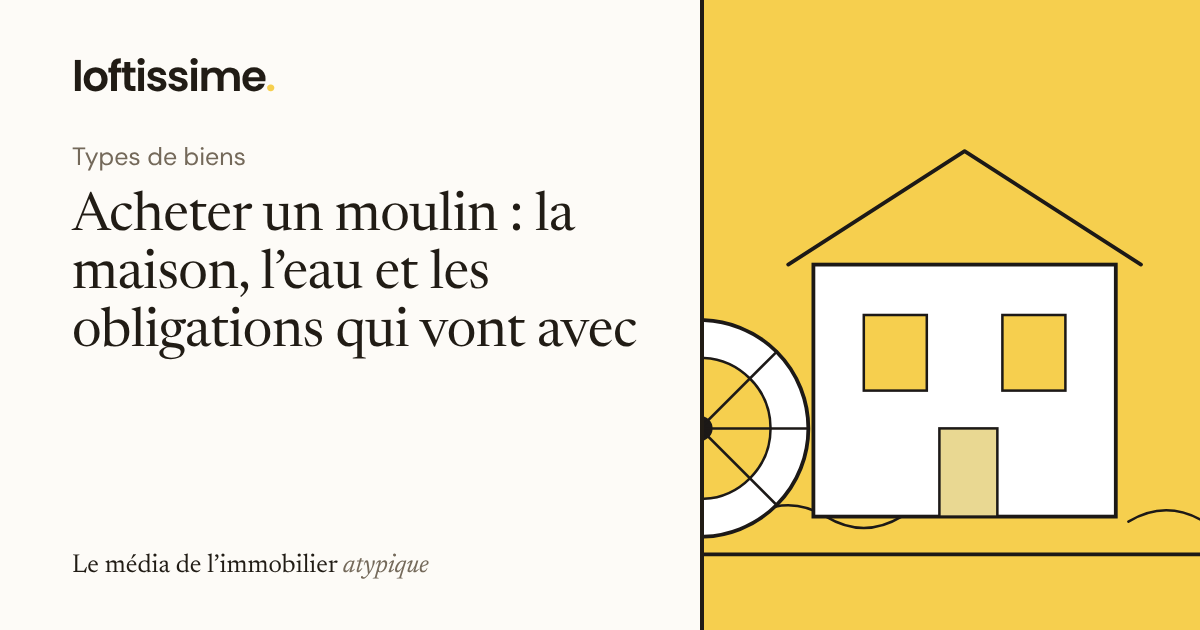 loftissime.
Types de biens
Acheter un moulin : la
maison, l’eau et les
obligations qui vont avec
Le média de l’immobilier atypique